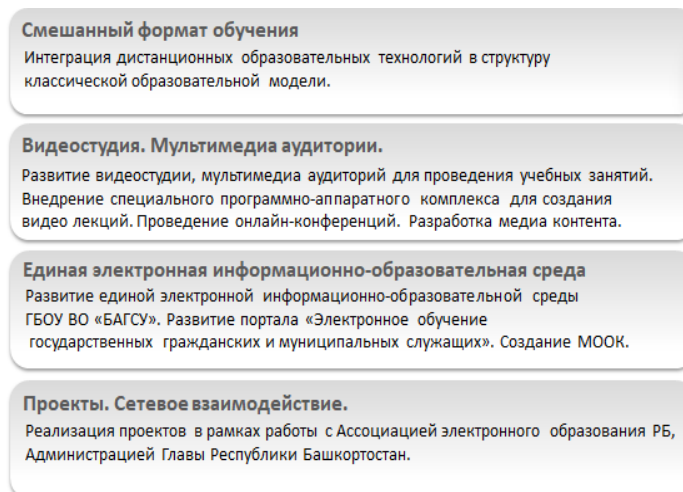 Смешанный формат обучения
Интеграция дистанционных образовательных технологий в структуру
классической образовательной модели.
Видеостудия. Мультимедиа аудитории.
Развитие видеостудии, мультимедиа аудиторий для проведения учебных занятий.
Внедрение специального программно-аппаратного комплекса для создания
видео лекций. Проведение онлайн-конференций. Разработка медиа контента.
Единая электронная информационно-образовательная среда
Развитие единой электронной информационно-образовательной среды
ГБОУ ВО «БАГСУ». Развитие портала «Электронное обучение
государственных гражданских и муниципальных служащих». Создание МООК.
Проекты. Сетевое взаимодействие.
Реализация проектов в рамках работы с Ассоциацией электронного образования РБ,
Администрацией Главы Республики Башкортостан.